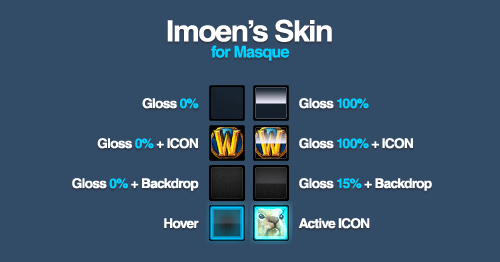 Imoen's Skin
for Masque
Gloss 0% Gloss 100%
Gloss 0% + ICON W W Gloss 100% + ICON
Gloss 0% + Backdrop Gloss 15% + Backdrop
Hover Active ICON